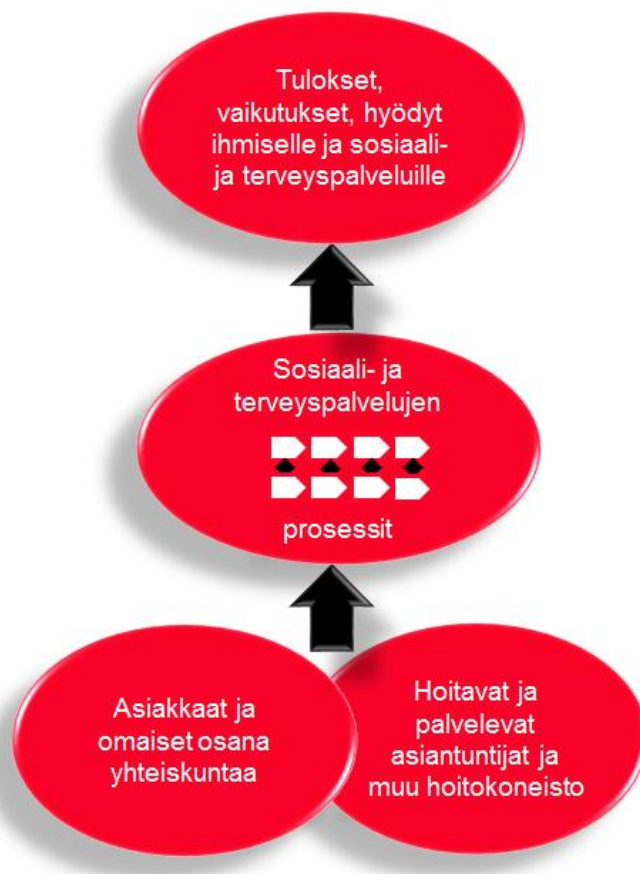 Tulokset,
vaikutukset, hyödyt
ihmiselle ja sosiaali-
ja terveyspalveluille
Sosiaali- ja
terveyspalvelujen
prosessit
Asiakkaat ja
omaiset osana
yhteiskuntaa
Hoitavat ja
palvelevat
asiantuntijat ja
muu hoitokoneisto